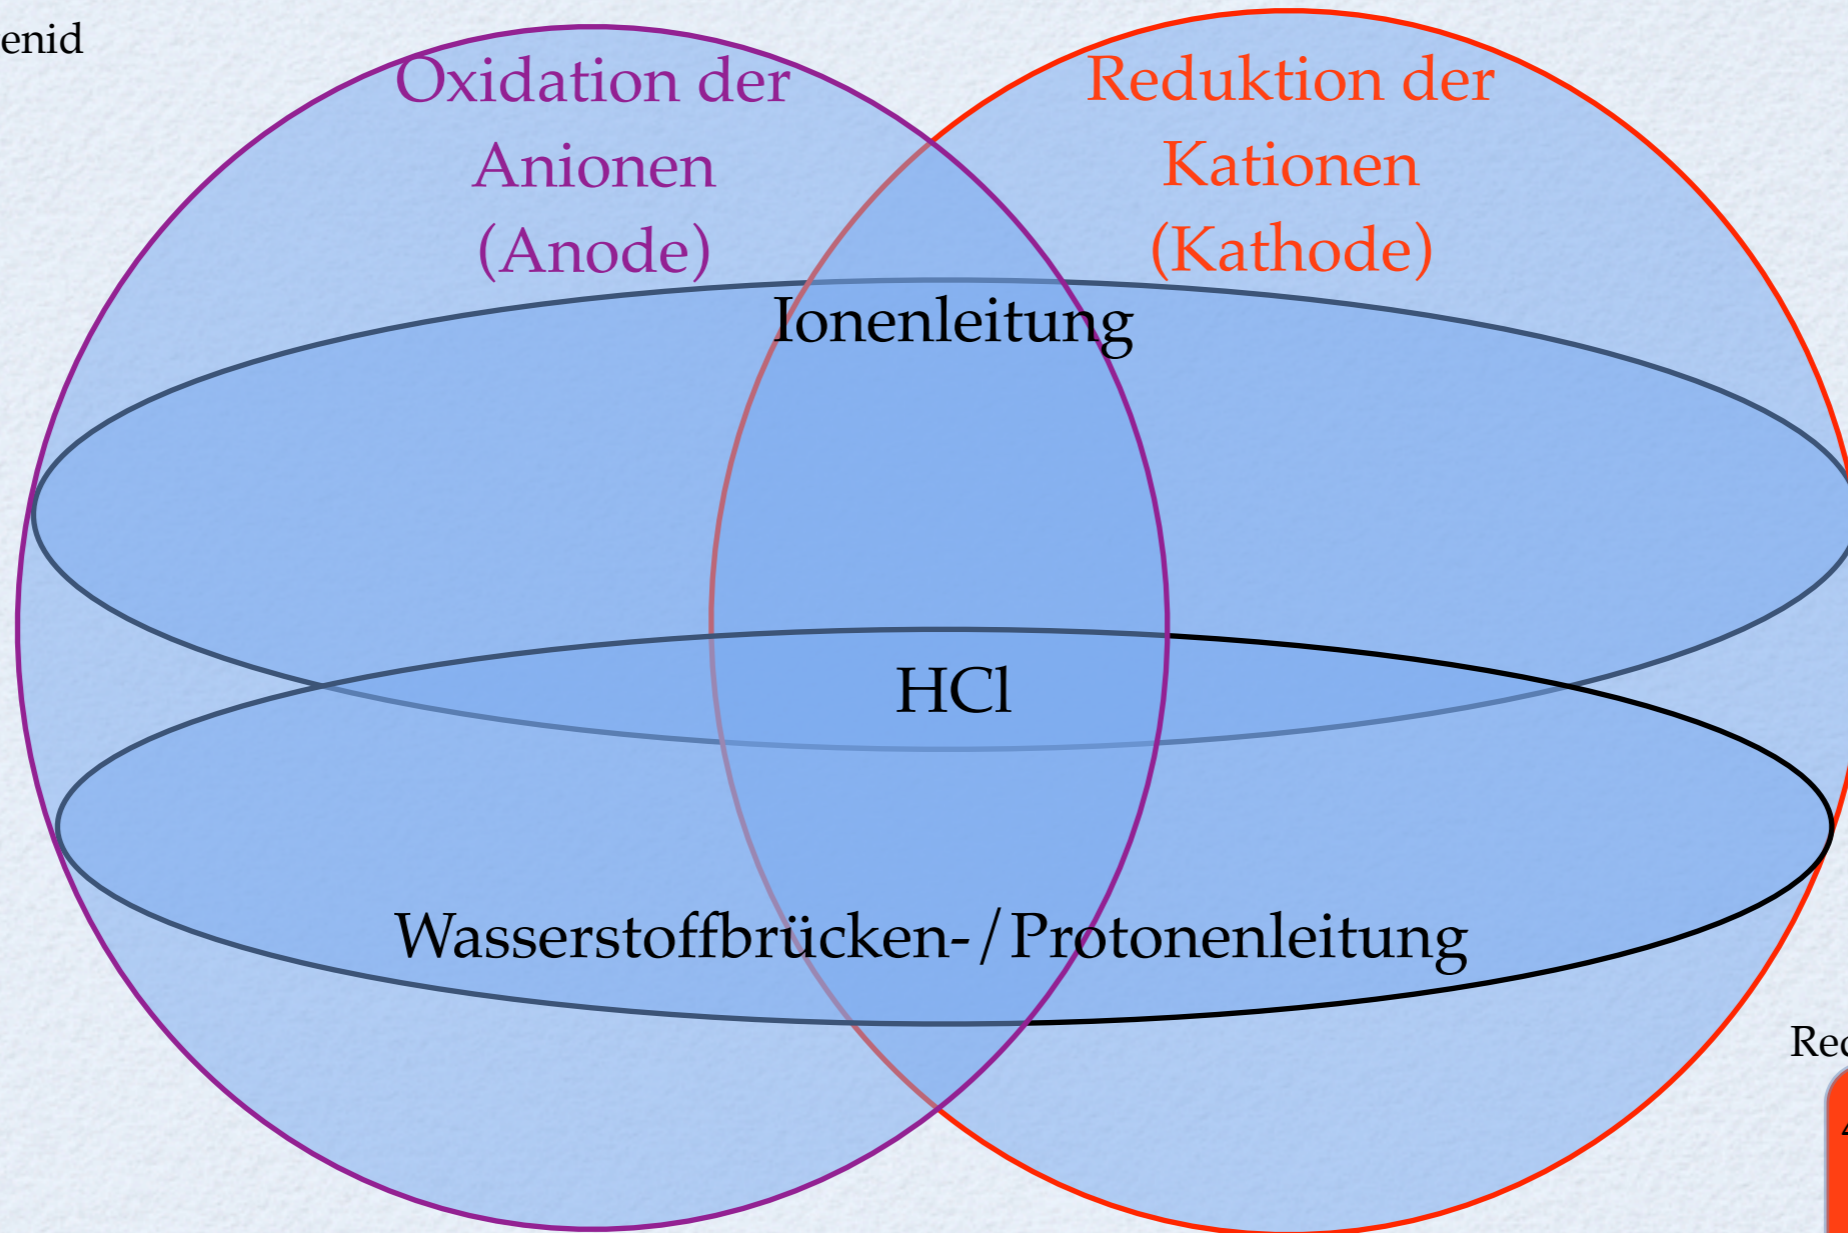 enid
Oxidation der
Anionen
(Anode)
Reduktion der
Kationen
(Kathode)
Ionenleitung
HCl
Wasserstoffbrücken-/Protonenleitung